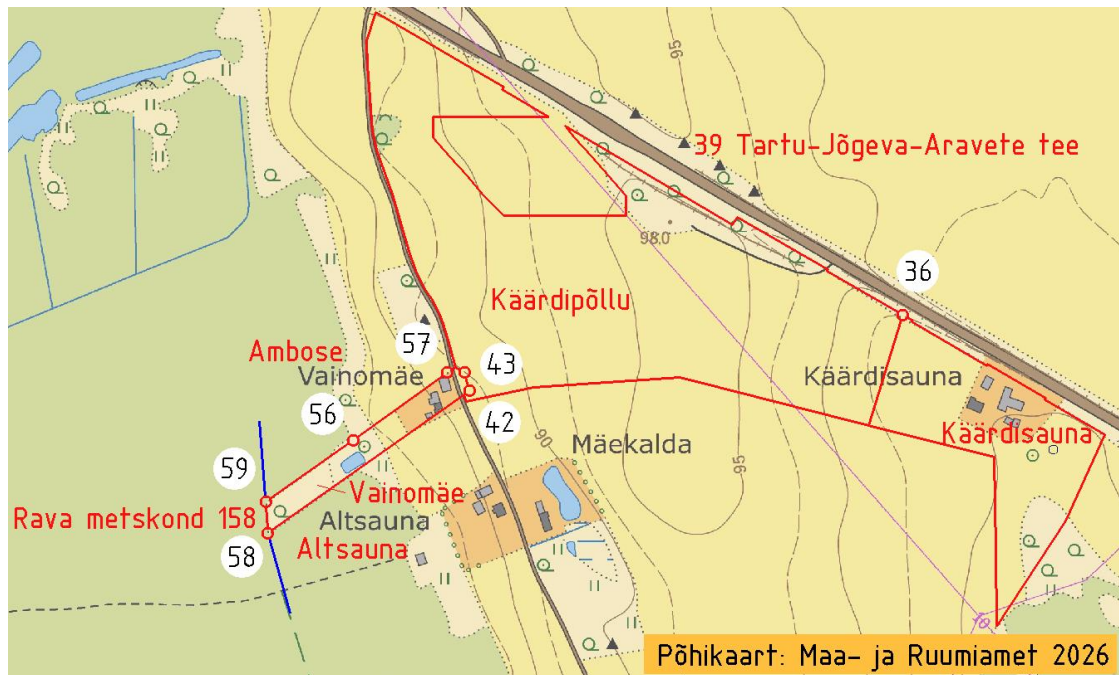 95
39 Tartu-Jõgeva-Aravete tee
98.0
36
Käärdipõllu
57
43
Ambose
Vainomäe
Käärdisauna
56
42
Käärdisauna
90
Mäekalda
95
59
Vainomäe
Rava metskond 158
Altsauna
Altsauna
58
10
Põhikaart: Maa- ja Ruumiamet 2026